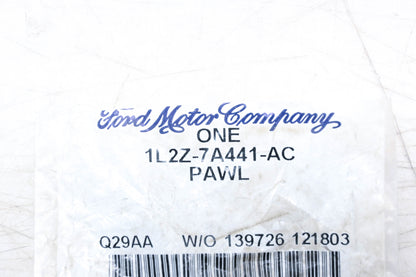 Ford Motor Company
ONE
1L2Z-7A441-AC
PAWL
Q29AA W/O 139726 121803